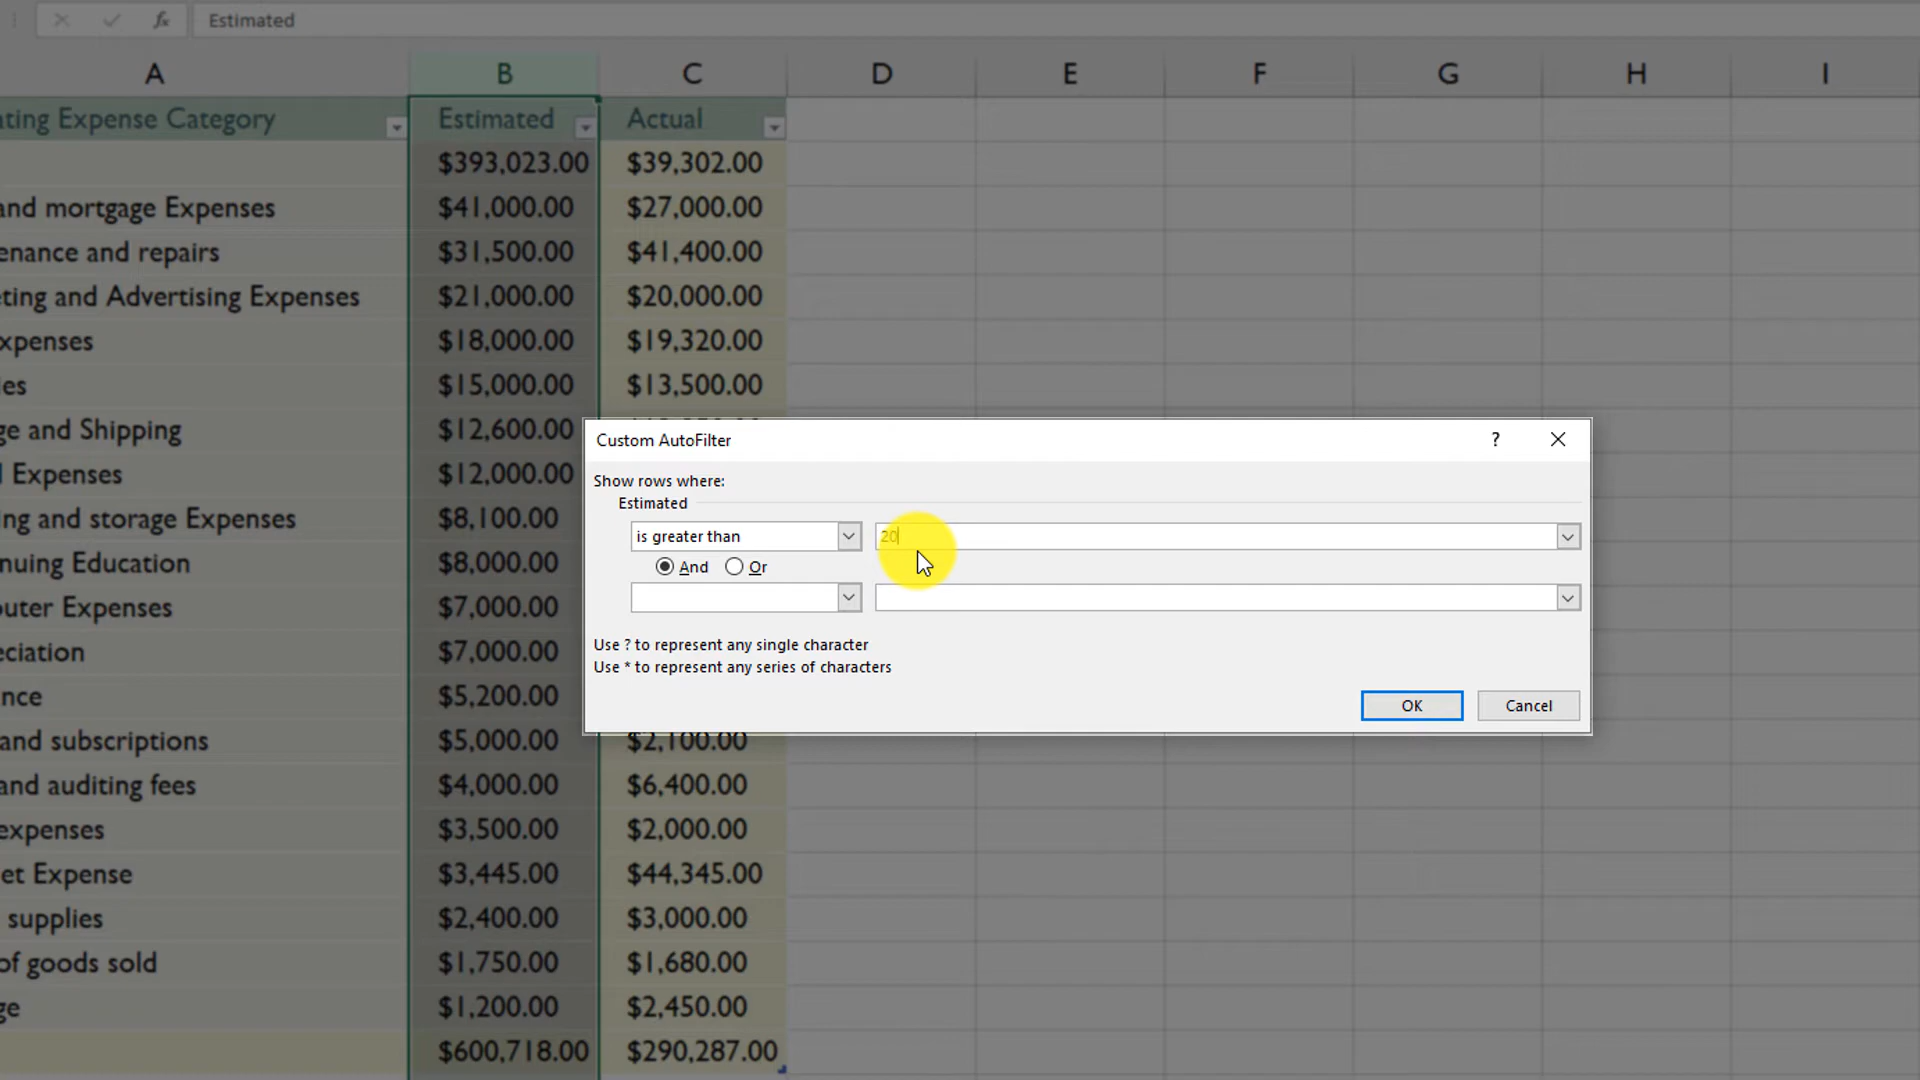 fx Estimated
A B C D E F G H I
ating Expense Category Estimated Actual
$393,023.00 $39,302.00
and mortgage Expenses $41,000.00 $27,000.00
enance and repairs $31,500.00 $41,400.00
eting and Advertising Expenses $21,000.00 $20,000.00
xpenses $18,000.00 $19,320.00
les $15,000.00 $13,500.00
ge and Shipping $12,600.00
l Expenses $12,000.00
ing and storage Expenses $8,100.00
nuing Education $8,000.00
uter Expenses $7,000.00
eciation $7,000.00
nce $5,200.00
and subscriptions $5,000.00 $2,100.00
and auditing fees $4,000.00 $6,400.00
expenses $3,500.00 $2,000.00
et Expense $3,445.00 $44,345.00
supplies $2,400.00 $3,000.00
of goods sold $1,750.00 $1,680.00
ge $1,200.00 $2,450.00
$600,718.00 $290,287.00
Custom AutoFilter ?
Show rows where:
Estimated
is greater than 20
And Or
Use ? to represent any single character
Use * to represent any series of characters
OK Cancel